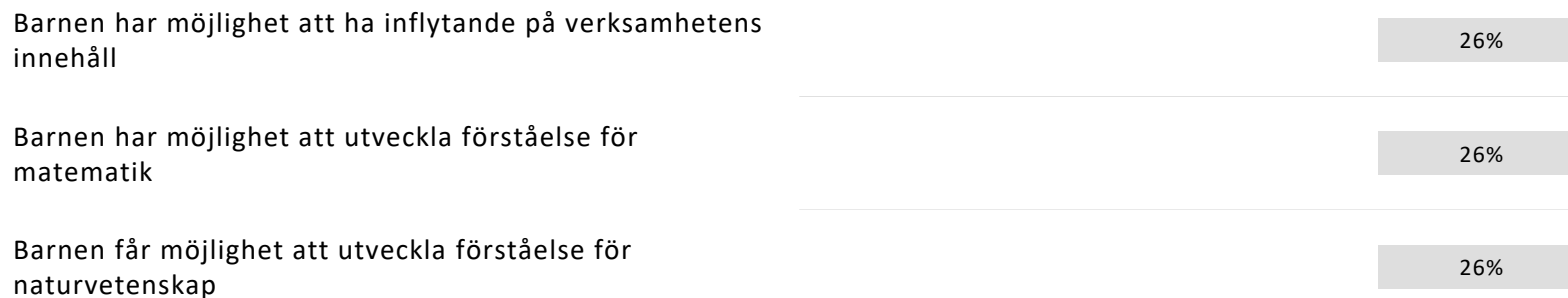 Barnen har möjlighet att ha inflytande på verksamhetens
innehåll
26%
Barnen har möjlighet att utveckla förståelse för
matematik
26%
Barnen får möjlighet att utveckla förståelse för
naturvetenskap
26%